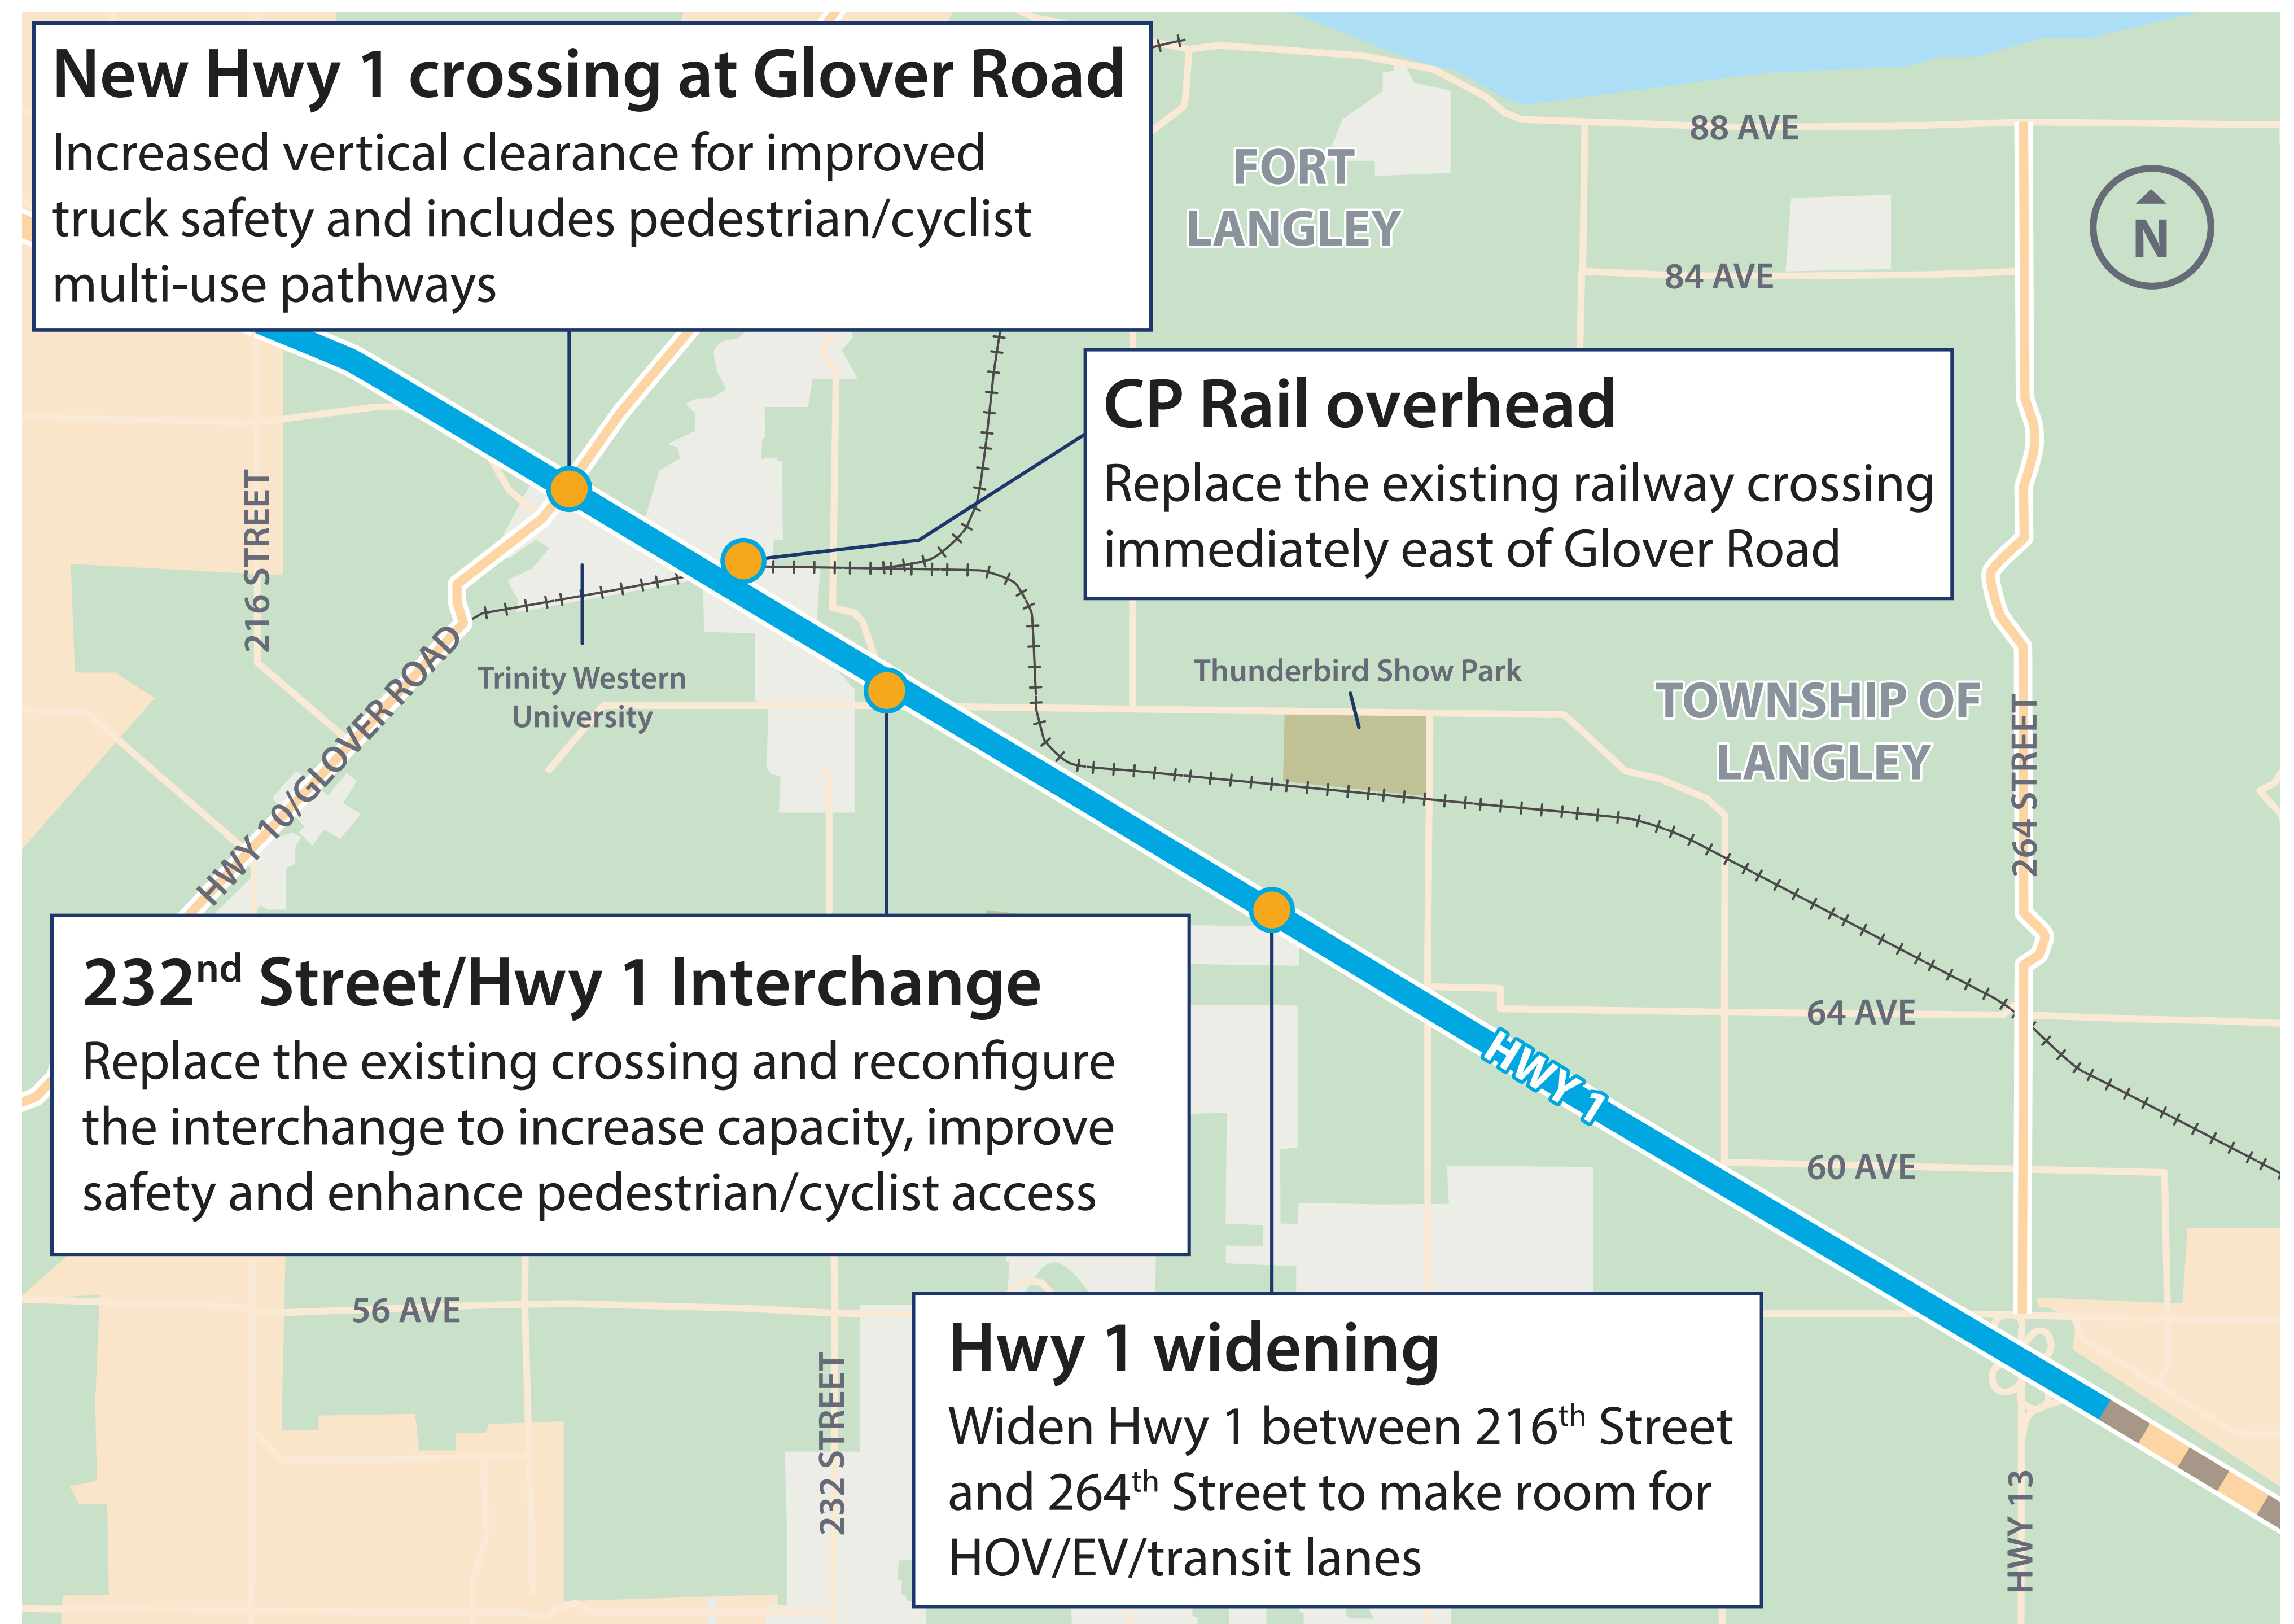 New Hwy 1 crossing at Glover Road
Increased vertical clearance for improved
truck safety and includes pedestrian/cyclist
multi-use pathways
FORT
LANGLEY
88 AVE
84 AVE
N
CP Rail overhead
Replace the existing railway crossing
immediately east of Glover Road
216 STREET
HWY 10/GLOVER ROAD
Trinity Western
University
Thunderbird Show Park
TOWNSHIP OF
LANGLEY
264 STREET
232nd Street/Hwy 1 Interchange
Replace the existing crossing and reconfigure
the interchange to increase capacity, improve
safety and enhance pedestrian/cyclist access
HWY 1
64 AVE
60 AVE
56 AVE
232 STREET
Hwy 1 widening
Widen Hwy 1 between 216th Street
and 264th Street to make room for
HOV/EV/transit lanes
HWY 13